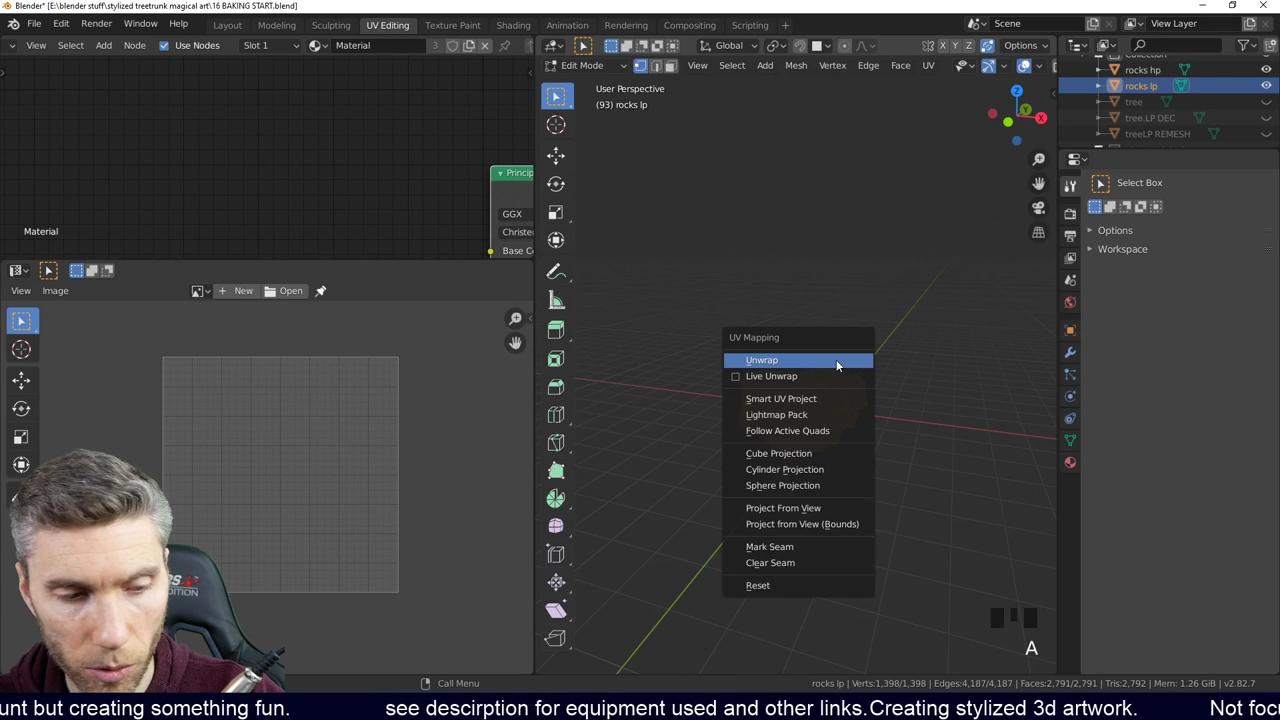 Blender* [E:\blender stuff\stylized treetrunk magical art\16 BAKING START.blend]
File Edit Render Window Help Layout Modeling Sculpting UV Editing Texture Paint Shading Animation Rendering Compositing Scripting Scene View Layer
View Select Add Node Use Nodes Slot 1 Material 3 Global X Y Z Options
Edit Mode View Select Add Mesh Vertex Edge Face UV
User Perspective
(93) rocks lp
Collection
rocks hp
rocks lp
tree
tree.LP DEC
treeLP REMESH
Select Box
Options
Workspace
Princip
GGX
Christe
Base Co
Material
View Image New Open
UV Mapping
Unwrap
Live Unwrap
Smart UV Project
Lightmap Pack
Follow Active Quads
Cube Projection
Cylinder Projection
Sphere Projection
Project From View
Project from View (Bounds)
Mark Seam
Clear Seam
Reset
A
Call Menu
rocks lp | Verts:1,398/1,398 | Edges:4,187/4,187 | Faces:2,791/2,791 | Tris:2,792 | Mem: 1.26 GiB | v2.82.7
unt but creating something fun. see descirption for equipment used and other links.Creating stylized 3d artwork. Not focu